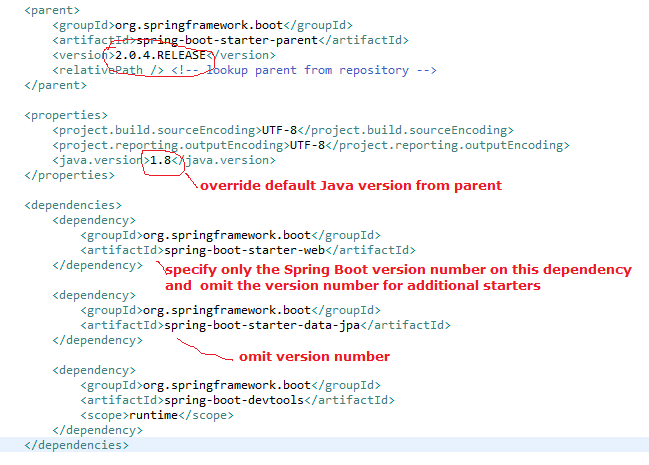 <parent>
<groupId>org.springframework.boot</groupId>
<artifactId>spring-boot-starter-parent</artifactId>
<version>2.0.4.RELEASE</version>
<relativePath /> <!-- lookup parent from repository -->
</parent>
<properties>
<project.build.sourceEncoding>UTF-8</project.build.sourceEncoding>
<project.reporting.outputEncoding>UTF-8</project.reporting.outputEncoding>
<java.version>1.8</java.version>
</properties>
override default Java version from parent
<dependencies>
<dependency>
<groupId>org.springframework.boot</groupId>
<artifactId>spring-boot-starter-web</artifactId>
</dependency>
specify only the Spring Boot version number on this dependency
and omit the version number for additional starters
<dependency>
<groupId>org.springframework.boot</groupId>
<artifactId>spring-boot-starter-data-jpa</artifactId>
</dependency>
omit version number
<dependency>
<groupId>org.springframework.boot</groupId>
<artifactId>spring-boot-devtools</artifactId>
<scope>runtime</scope>
</dependency>
</dependencies>